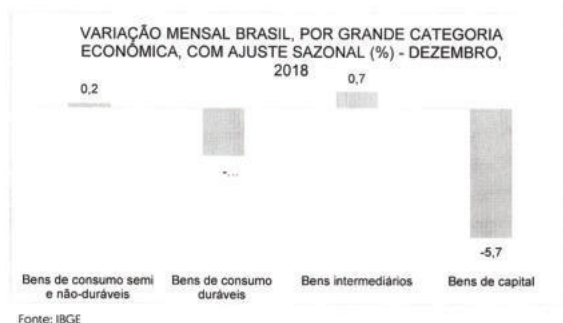 VARIAÇÃO MENSAL BRASIL, POR GRANDE CATEGORIA
ECONÔMICA, COM AJUSTE SAZONAL (%) - DEZEMBRO,
2018
0,2
0,7
-...
-5,7
Bens de consumo semi
e não-duráveis
Bens de consumo
duráveis
Bens intermediários
Bens de capital
Fonte: IBGE